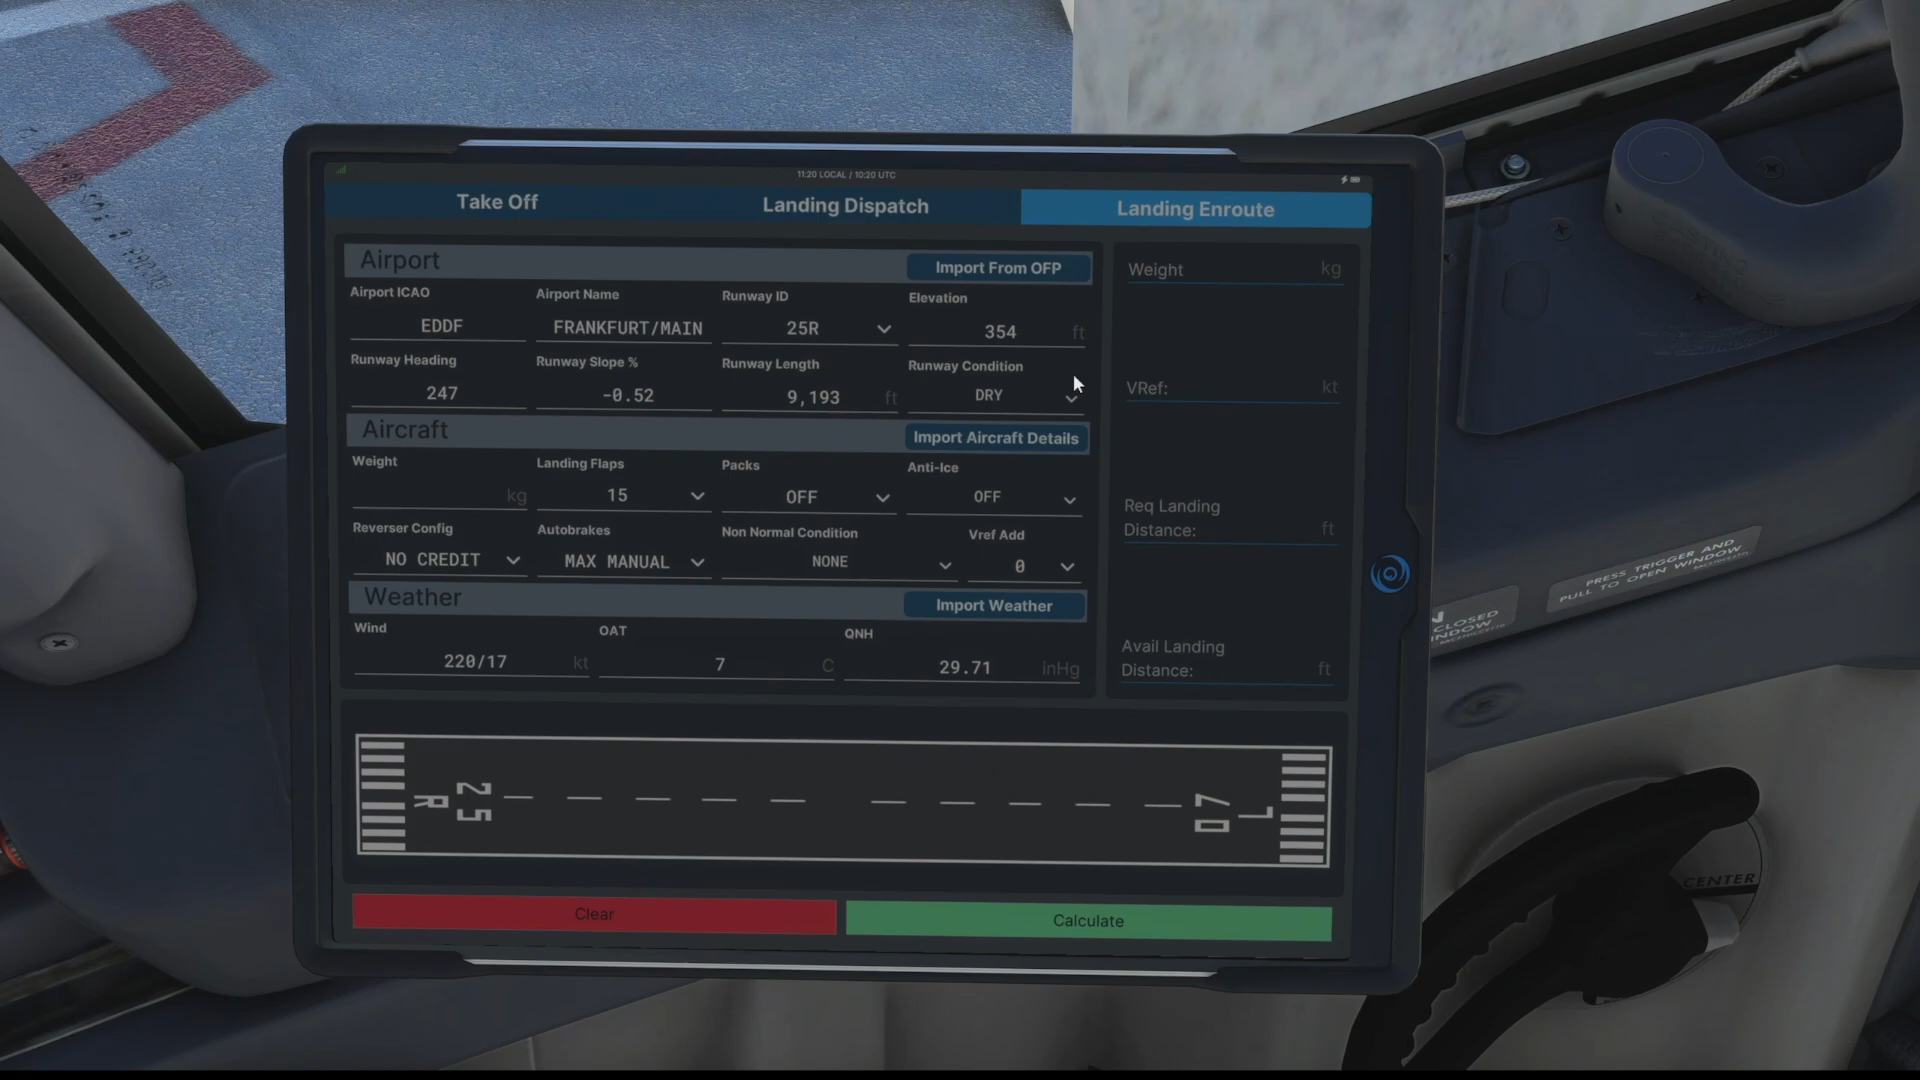 11:20 LOCAL / 10:20 UTC
Take Off
Landing Dispatch
Landing Enroute
Airport
Import From OFP
Airport ICAO
Airport Name
Runway ID
Elevation
EDDF
FRANKFURT/MAIN
25R
354
ft
Runway Heading
Runway Slope %
Runway Length
Runway Condition
247
-0.52
9,193
ft
DRY
Aircraft
Import Aircraft Details
Weight
Landing Flaps
Packs
Anti-Ice
kg
15
OFF
OFF
Reverser Config
Autobrakes
Non Normal Condition
Vref Add
NO CREDIT
MAX MANUAL
NONE
0
Weather
Import Weather
Wind
OAT
QNH
220/17
kt
7
C
29.71
inHg
Weight
kg
VRef:
kt
Req Landing
Distance:
ft
Avail Landing
Distance:
ft
25
R
07
L
Clear
Calculate
PRESS TRIGGER AND
PULL TO OPEN WINDOW
CLOSED
CENTER